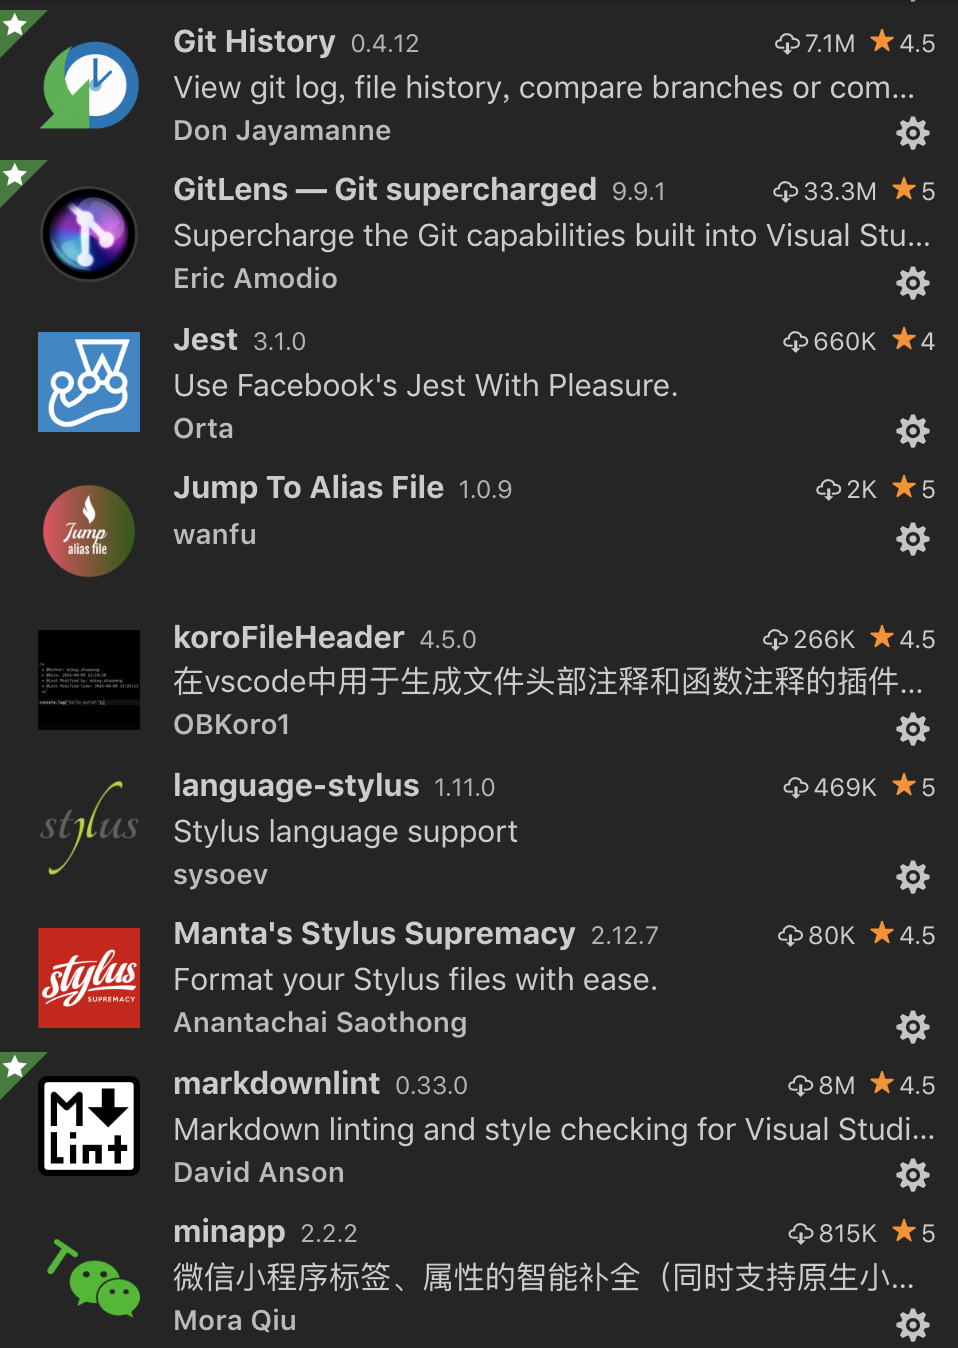 Git History 0.4.12 7.1M 4.5
View git log, file history, compare branches or com...
Don Jayamanne
GitLens — Git supercharged 9.9.1 33.3M 5
Supercharge the Git capabilities built into Visual Stu...
Eric Amodio
Jest 3.1.0 660K 4
Use Facebook's Jest With Pleasure.
Orta
Jump To Alias File 1.0.9 2K 5
Jump
alias file
wanfu
koroFileHeader 4.5.0 266K 4.5
在vscode中用于生成文件头部注释和函数注释的插件...
OBKoro1
language-stylus 1.11.0 469K 5
stylus
Stylus language support
sysoev
Manta's Stylus Supremacy 2.12.7 80K 4.5
stylus
SUPREMACY
Format your Stylus files with ease.
Anantachai Saothong
markdownlint 0.33.0 8M 4.5
M
Lint
Markdown linting and style checking for Visual Studi...
David Anson
minapp 2.2.2 815K 5
T
微信小程序标签、属性的智能补全（同时支持原生小...
Mora Qiu